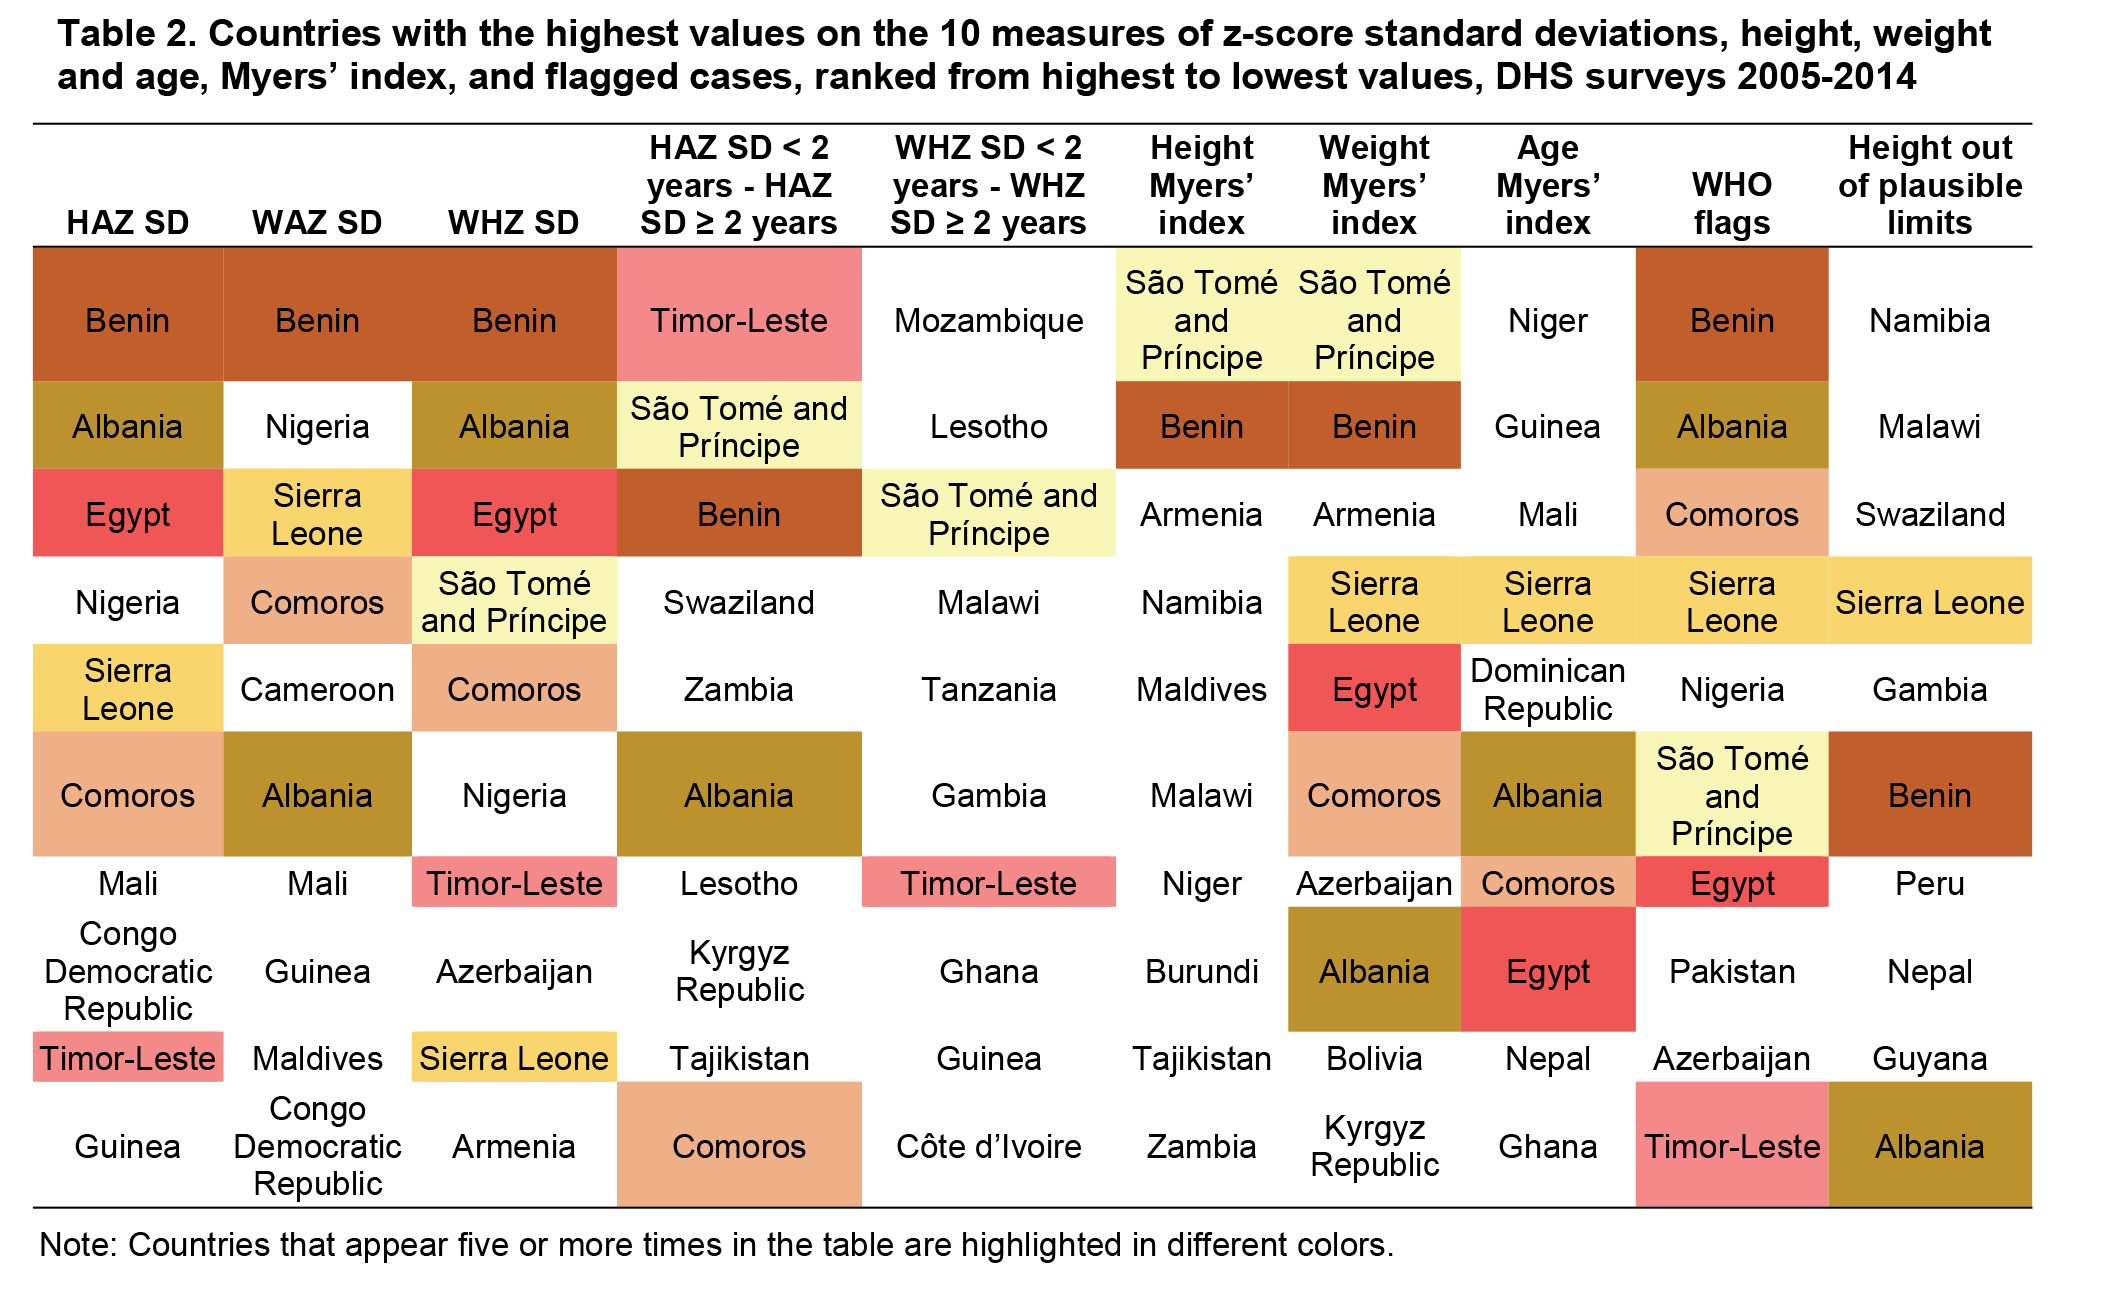 Table 2. Countries with the highest values on the 10 measures of z-score standard deviations, height, weight
and age, Myers’ index, and flagged cases, ranked from highest to lowest values, DHS surveys 2005-2014
HAZ SD
WAZ SD
WHZ SD
HAZ SD < 2
years - HAZ
SD ≥ 2 years
WHZ SD < 2
years - WHZ
SD ≥ 2 years
Height
Myers’
index
Weight
Myers’
index
Age
Myers’
index
WHO
flags
Height out
of plausible
limits
Benin
Benin
Benin
Timor-Leste
Mozambique
São Tomé
and
Príncipe
São Tomé
and
Príncipe
Niger
Benin
Namibia
Albania
Nigeria
Albania
São Tomé and
Príncipe
Lesotho
Benin
Benin
Guinea
Albania
Malawi
Egypt
Sierra
Leone
Egypt
Benin
São Tomé and
Príncipe
Armenia
Armenia
Mali
Comoros
Swaziland
Nigeria
Comoros
São Tomé
and Príncipe
Swaziland
Malawi
Namibia
Sierra
Leone
Sierra
Leone
Sierra
Leone
Sierra Leone
Sierra
Leone
Cameroon
Comoros
Zambia
Tanzania
Maldives
Egypt
Dominican
Republic
Nigeria
Gambia
Comoros
Albania
Nigeria
Albania
Gambia
Malawi
Comoros
Albania
São Tomé
and
Príncipe
Benin
Mali
Mali
Timor-Leste
Lesotho
Timor-Leste
Niger
Azerbaijan
Comoros
Egypt
Peru
Congo
Democratic
Republic
Guinea
Azerbaijan
Kyrgyz
Republic
Ghana
Burundi
Albania
Egypt
Pakistan
Nepal
Timor-Leste
Maldives
Sierra Leone
Tajikistan
Guinea
Tajikistan
Bolivia
Nepal
Azerbaijan
Guyana
Guinea
Congo
Democratic
Republic
Armenia
Comoros
Côte d’Ivoire
Zambia
Kyrgyz
Republic
Ghana
Timor-Leste
Albania
Note: Countries that appear five or more times in the table are highlighted in different colors.